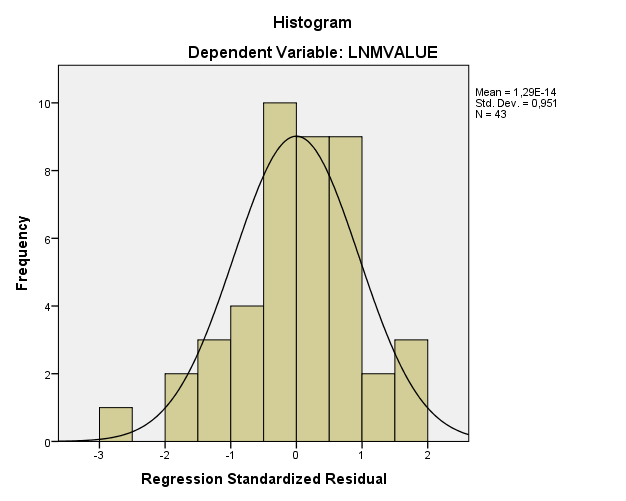 Histogram
Dependent Variable: LNMVALUE
Mean = 1,29E-14
Std. Dev. = 0,951
N = 43
Frequency
10
8
6
4
2
0
-3 -2 -1 0 1 2
Regression Standardized Residual